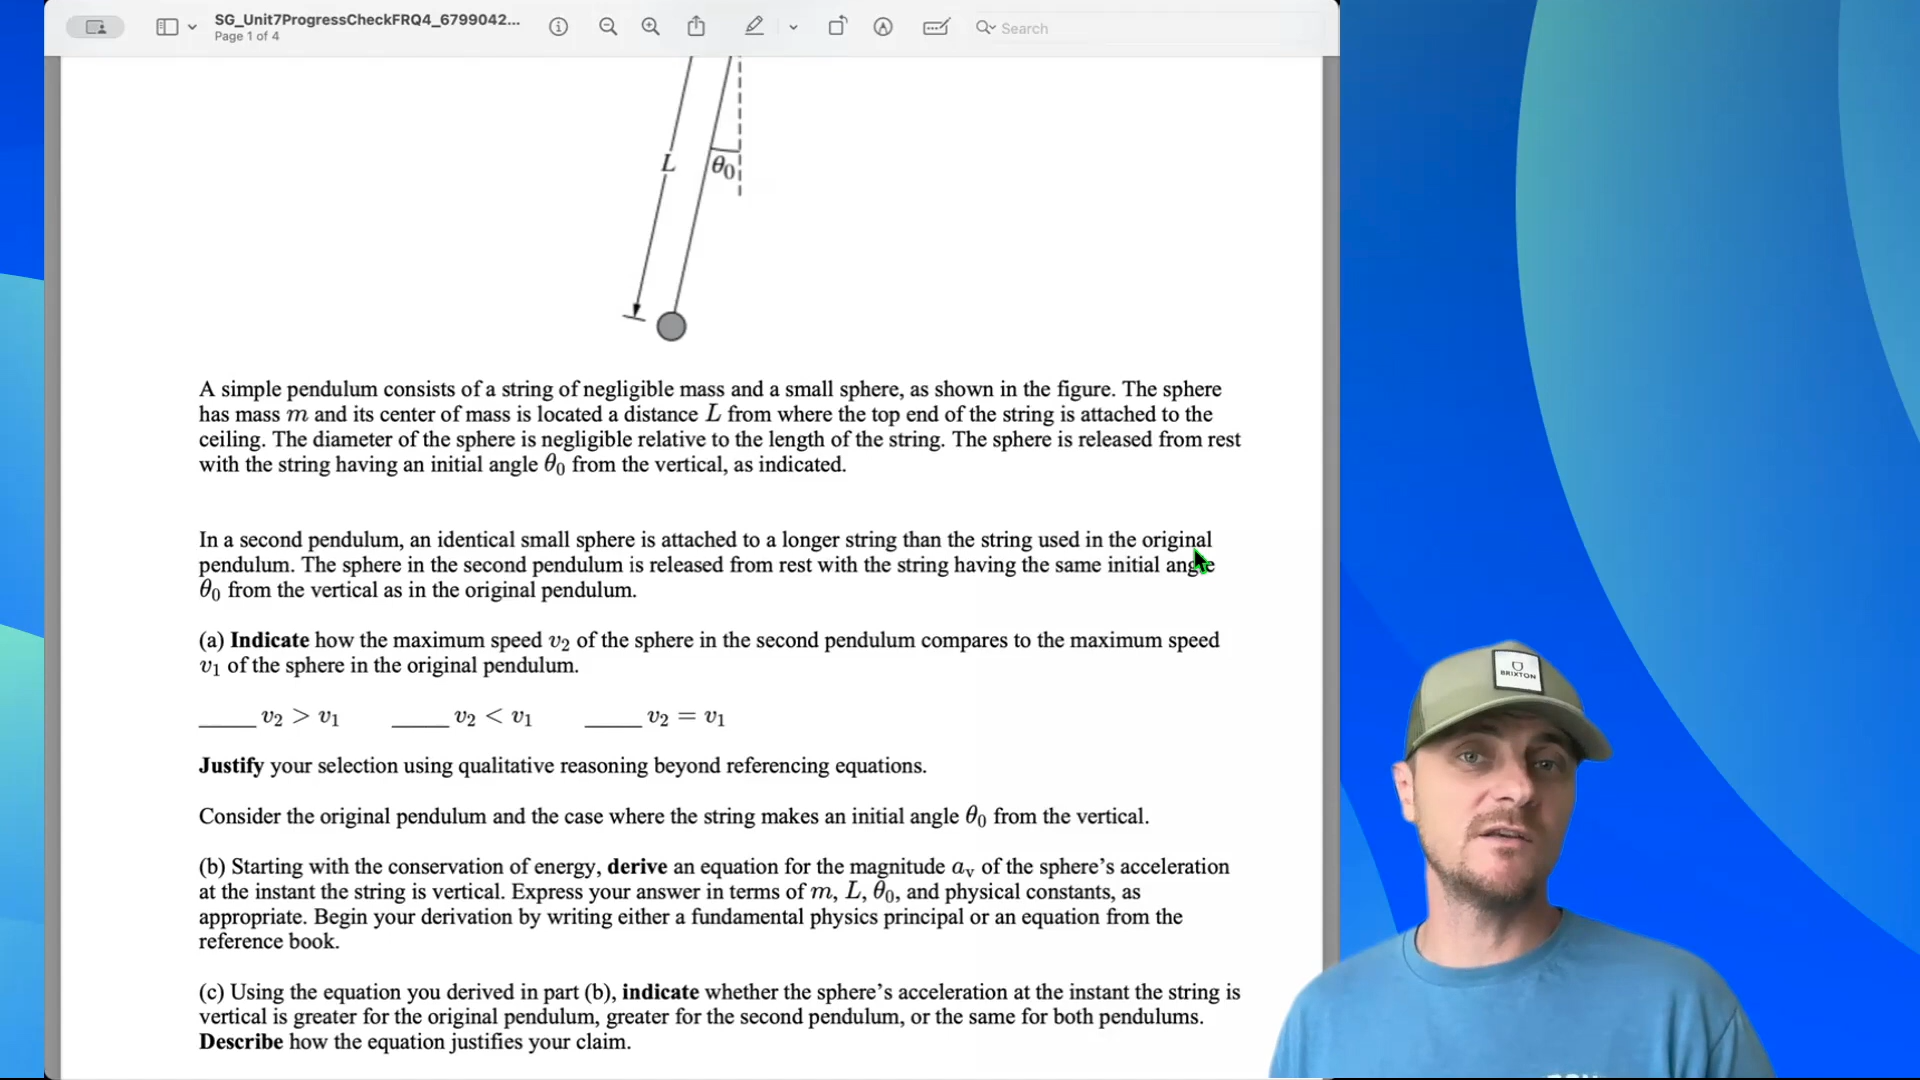 SG_Unit7ProgressCheckFRQ4_6799042...
Page 1 of 4
Search
L
θ₀
A simple pendulum consists of a string of negligible mass and a small sphere, as shown in the figure. The sphere
has mass m and its center of mass is located a distance L from where the top end of the string is attached to the
ceiling. The diameter of the sphere is negligible relative to the length of the string. The sphere is released from rest
with the string having an initial angle θ₀ from the vertical, as indicated.
In a second pendulum, an identical small sphere is attached to a longer string than the string used in the original
pendulum. The sphere in the second pendulum is released from rest with the string having the same initial angle
θ₀ from the vertical as in the original pendulum.
(a) Indicate how the maximum speed v₂ of the sphere in the second pendulum compares to the maximum speed
v₁ of the sphere in the original pendulum.
_____ v₂ > v₁ _____ v₂ < v₁ _____ v₂ = v₁
Justify your selection using qualitative reasoning beyond referencing equations.
Consider the original pendulum and the case where the string makes an initial angle θ₀ from the vertical.
(b) Starting with the conservation of energy, derive an equation for the magnitude aᵥ of the sphere's acceleration
at the instant the string is vertical. Express your answer in terms of m, L, θ₀, and physical constants, as
appropriate. Begin your derivation by writing either a fundamental physics principal or an equation from the
reference book.
(c) Using the equation you derived in part (b), indicate whether the sphere's acceleration at the instant the string is
vertical is greater for the original pendulum, greater for the second pendulum, or the same for both pendulums.
Describe how the equation justifies your claim.
BRIXTON